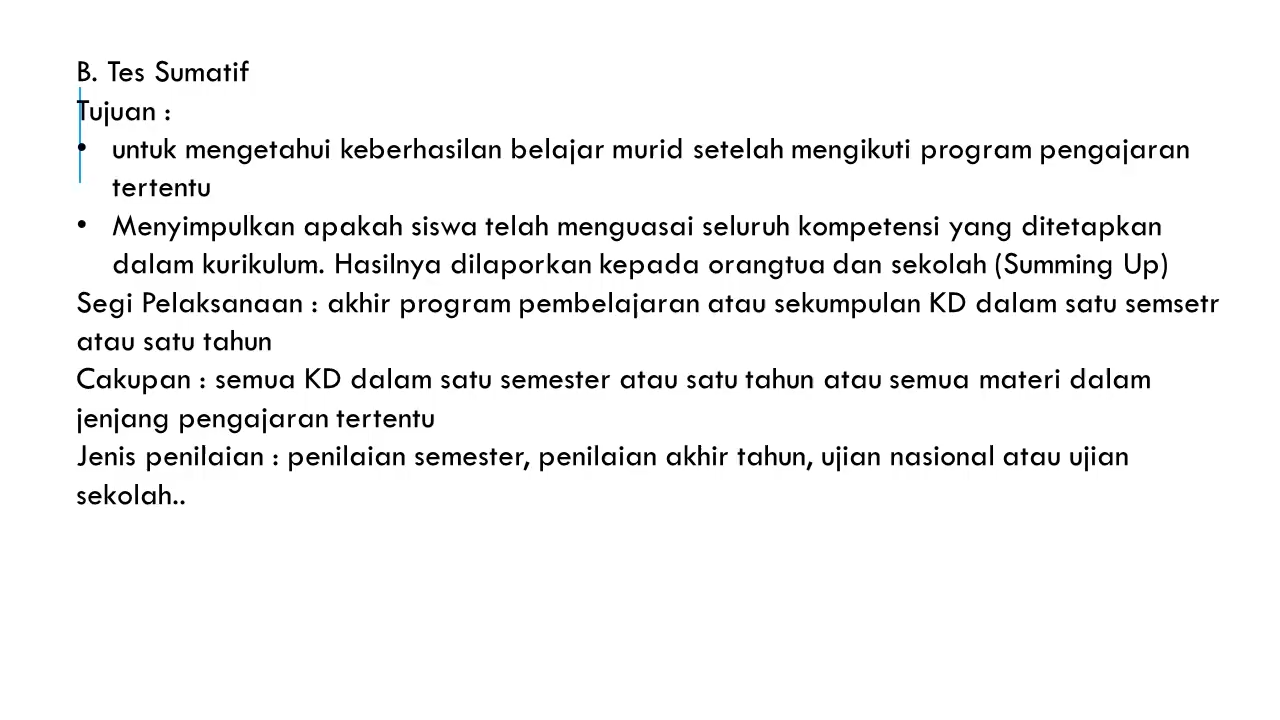 B. Tes Sumatif
Tujuan :
• untuk mengetahui keberhasilan belajar murid setelah mengikuti program pengajaran
tertentu
• Menyimpulkan apakah siswa telah menguasai seluruh kompetensi yang ditetapkan
dalam kurikulum. Hasilnya dilaporkan kepada orangtua dan sekolah (Summing Up)
Segi Pelaksanaan : akhir program pembelajaran atau sekumpulan KD dalam satu semsetr
atau satu tahun
Cakupan : semua KD dalam satu semester atau satu tahun atau semua materi dalam
jenjang pengajaran tertentu
Jenis penilaian : penilaian semester, penilaian akhir tahun, ujian nasional atau ujian
sekolah..